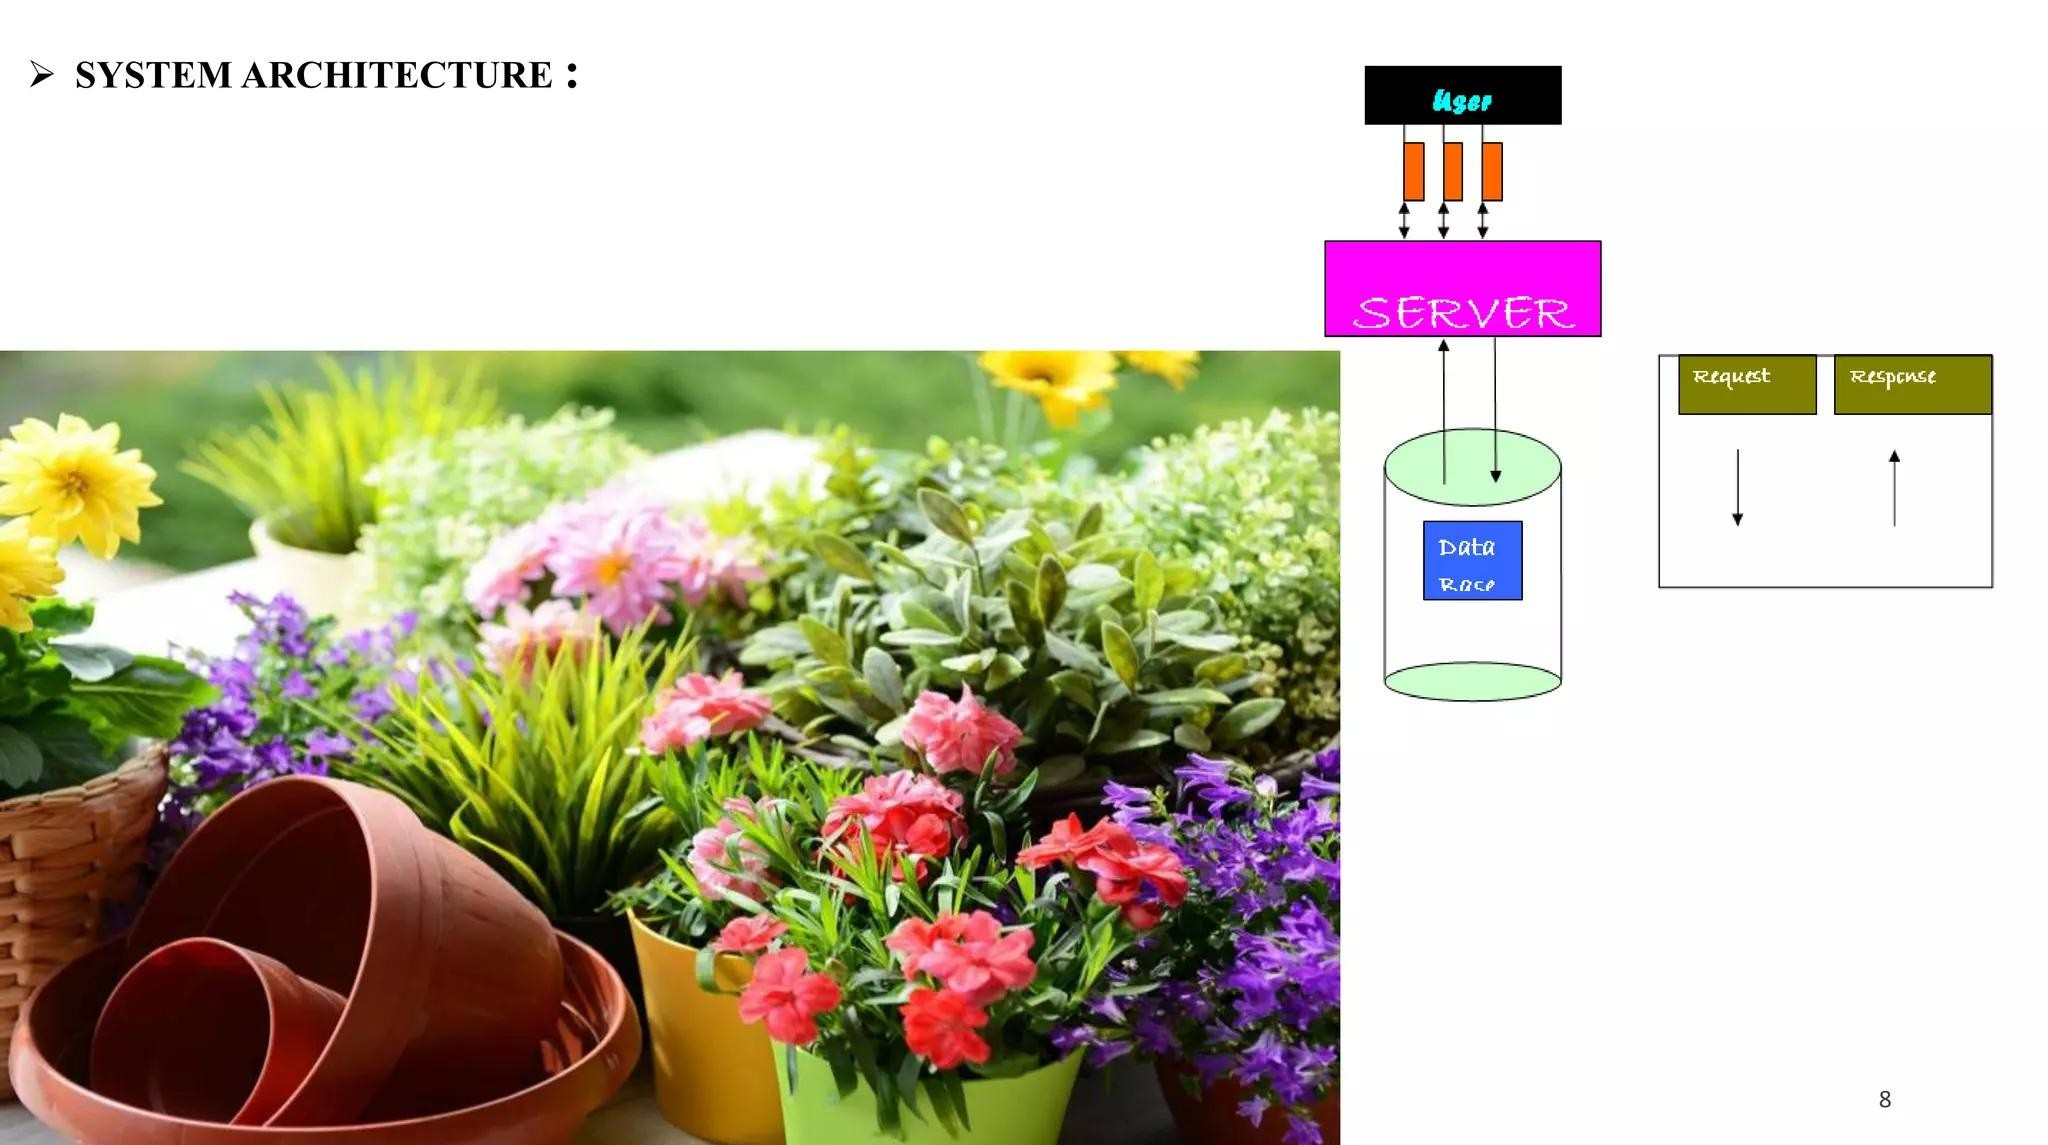 ➢ SYSTEM ARCHITECTURE :
User
SERVER
Request
Response
Data
Base
8